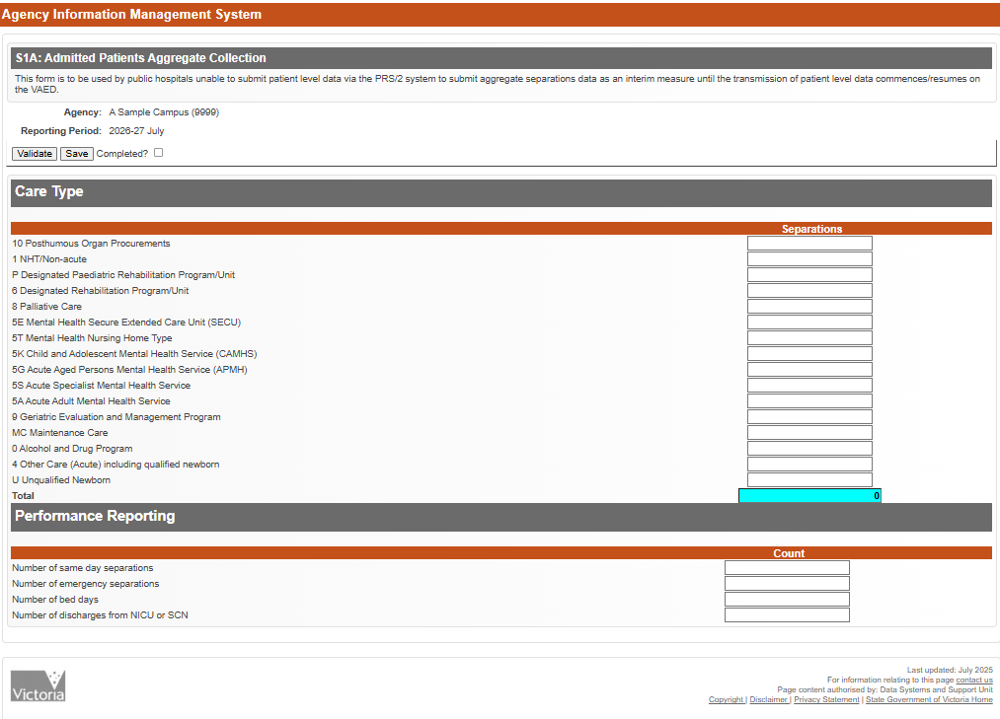 Agency Information Management System
S1A: Admitted Patients Aggregate Collection
This form is to be used by public hospitals unable to submit patient level data via the PRS/2 system to submit aggregate separations data as an interim measure until the transmission of patient level data commences/resumes on
the VAED.
Agency: A Sample Campus (9999)
Reporting Period: 2026-27 July
Validate Save Completed?
Care Type
Separations
10 Posthumous Organ Procurements
1 NHT/Non-acute
P Designated Paediatric Rehabilitation Program/Unit
6 Designated Rehabilitation Program/Unit
8 Palliative Care
5E Mental Health Secure Extended Care Unit (SECU)
5T Mental Health Nursing Home Type
5K Child and Adolescent Mental Health Service (CAMHS)
5G Acute Aged Persons Mental Health Service (APMH)
5S Acute Specialist Mental Health Service
5A Acute Adult Mental Health Service
9 Geriatric Evaluation and Management Program
MC Maintenance Care
0 Alcohol and Drug Program
4 Other Care (Acute) including qualified newborn
U Unqualified Newborn
Total 0
Performance Reporting
Count
Number of same day separations
Number of emergency separations
Number of bed days
Number of discharges from NICU or SCN
Victoria
Last updated: July 2025
For information relating to this page contact us
Page content authorised by: Data Systems and Support Unit
Copyright | Disclaimer | Privacy Statement | State Government of Victoria Home